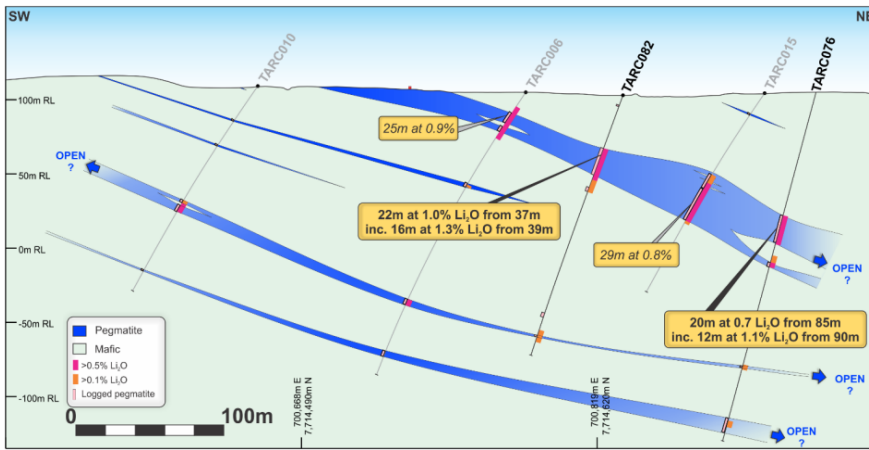 SW
NE
TARC010
TARC006
TARC082
TARC015
TARC076
100m RL
50m RL
0m RL
-50m RL
-100m RL
25m at 0.9%
OPEN
?
22m at 1.0% Li₂O from 37m
inc. 16m at 1.3% Li₂O from 39m
29m at 0.8%
OPEN
?
20m at 0.7 Li₂O from 85m
inc. 12m at 1.1% Li₂O from 90m
Pegmatite
Mafic
>0.5% Li₂O
>0.1% Li₂O
Logged pegmatite
0
100m
700,668m E
7,714,490m N
700,819m E
7,714,620m N
OPEN
?
OPEN
?